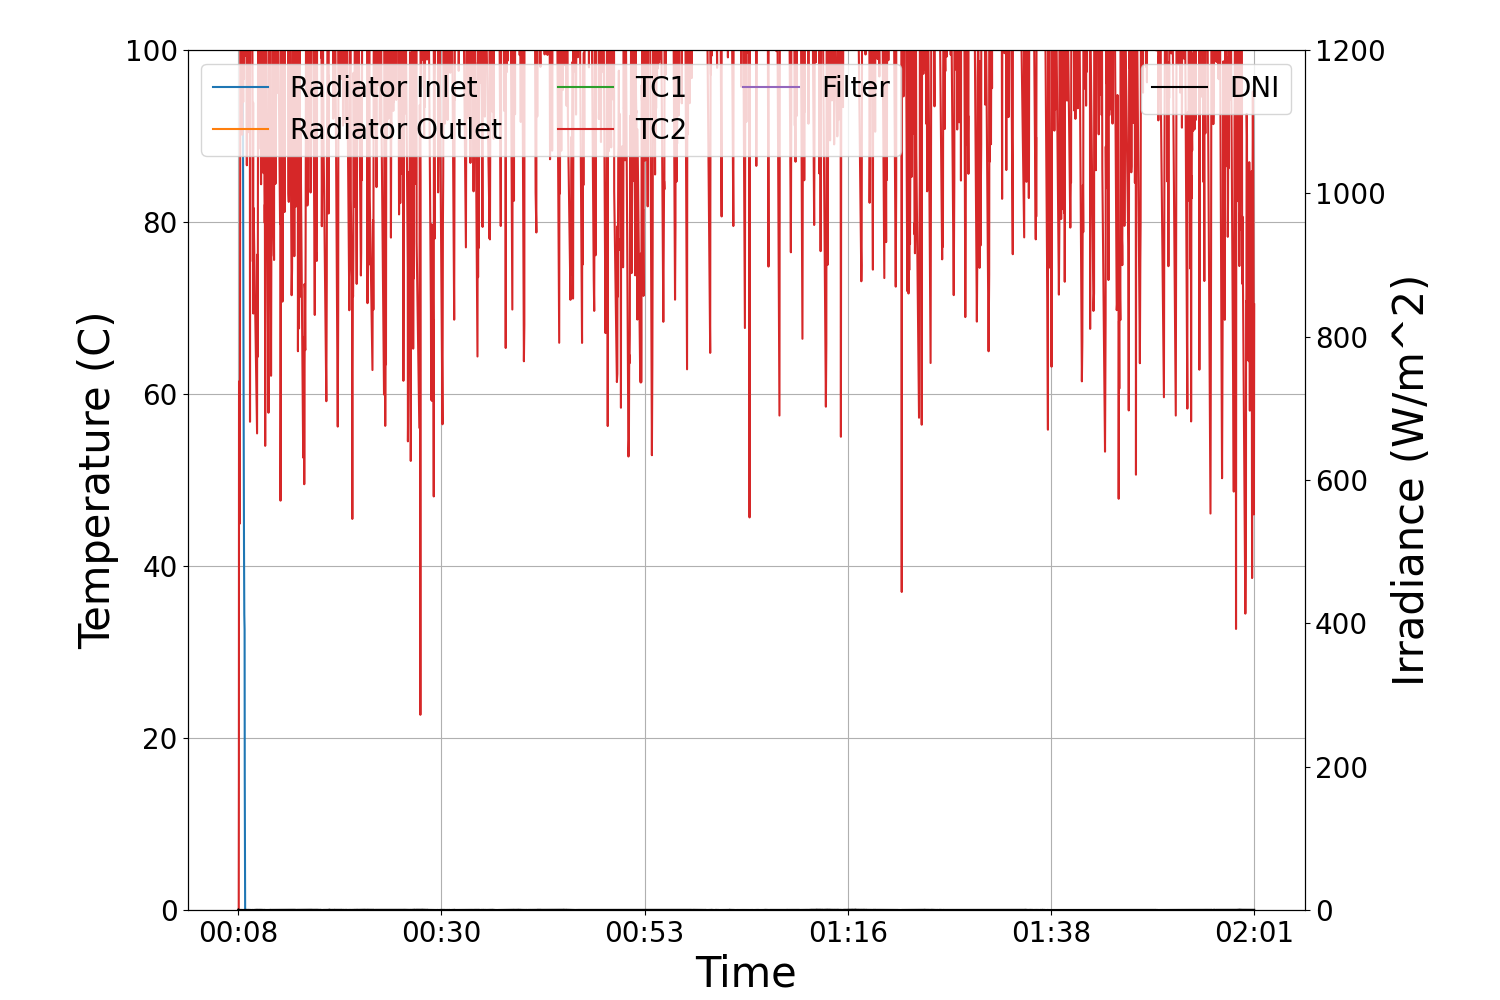 100
80
60
40
20
0
Temperature (C)
Radiator Inlet
Radiator Outlet
TC1
TC2
Filter
DNI
1200
1000
800
600
400
200
0
Irradiance (W/m^2)
00:08 00:30 00:53 01:16 01:38 02:01
Time